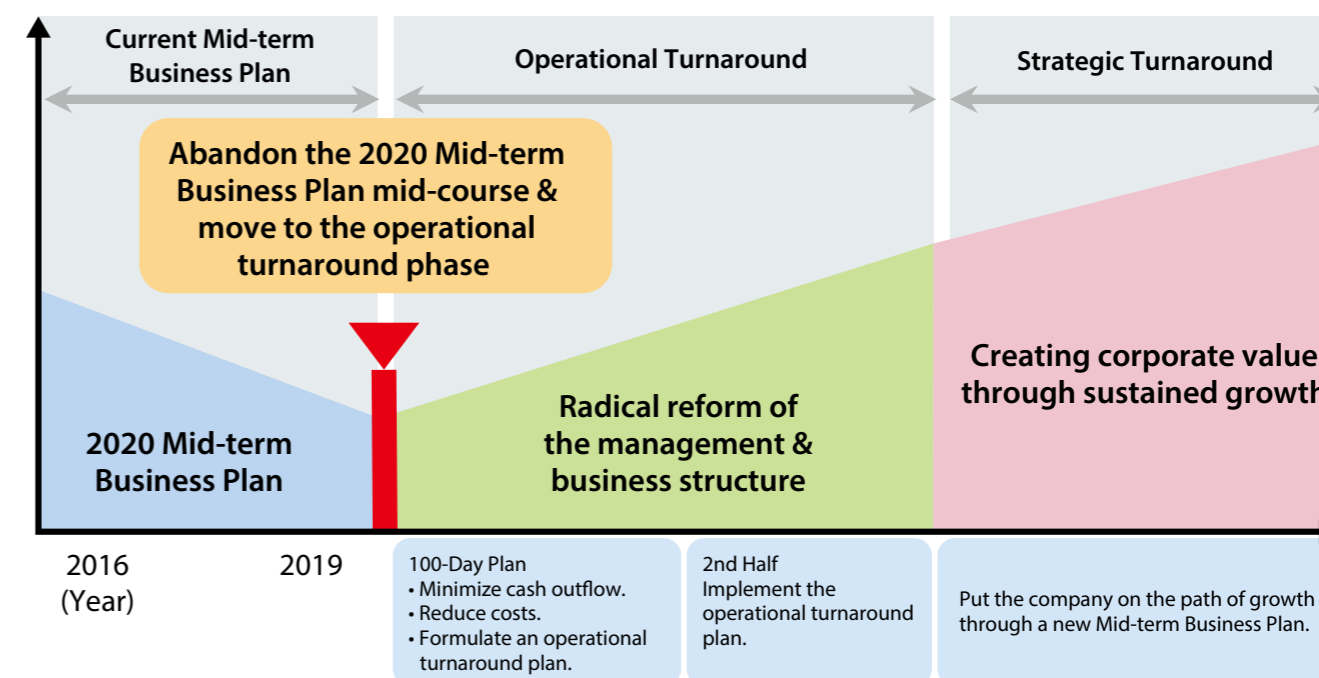 Current Mid-term
Business Plan
Operational Turnaround
Strategic Turnaround
Abandon the 2020 Mid-term
Business Plan mid-course &
move to the operational
turnaround phase
2020 Mid-term
Business Plan
Radical reform of
the management &
business structure
Creating corporate value
through sustained growth
2016
(Year)
2019
100-Day Plan
• Minimize cash outflow.
• Reduce costs.
• Formulate an operational
turnaround plan.
2nd Half
Implement the
operational turnaround
plan.
Put the company on the path of growth
through a new Mid-term Business Plan.